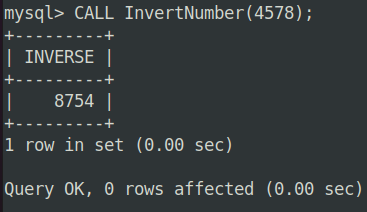 mysql> CALL InvertNumber(4578);
+---------+
| INVERSE |
+---------+
|    8754 |
+---------+
1 row in set (0.00 sec)

Query OK, 0 rows affected (0.00 sec)